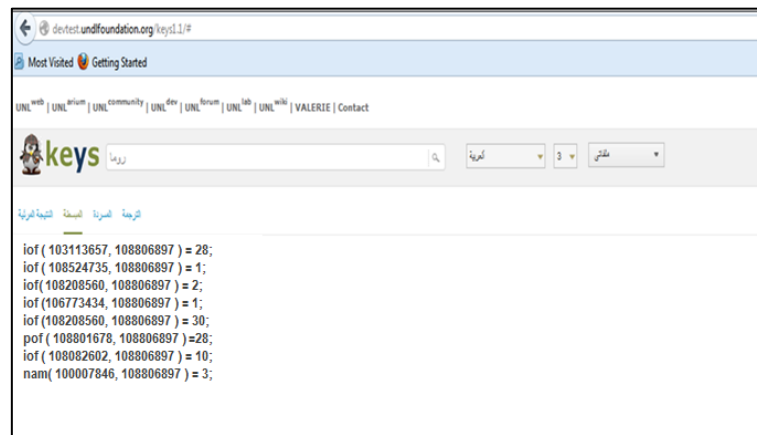 devtest.undlfoundation.org/keys1.1/#
Most Visited Getting Started
UNLweb | UNLarium | UNLcommunity | UNLdev | UNLforum | UNLlab | UNLwiki | VALERIE | Contact
keys روما العربية 3 ملفاتي
الترجمة المسردة المبسطة النتيجة المرئية
iof ( 103113657, 108806897 ) = 28;
iof ( 108524735, 108806897 ) = 1;
iof( 108208560, 108806897 ) = 2;
iof (106773434, 108806897 ) = 1;
iof (108208560, 108806897 ) = 30;
pof ( 108801678, 108806897 ) =28;
iof ( 108082602, 108806897 ) = 10;
nam( 100007846, 108806897 ) = 3;